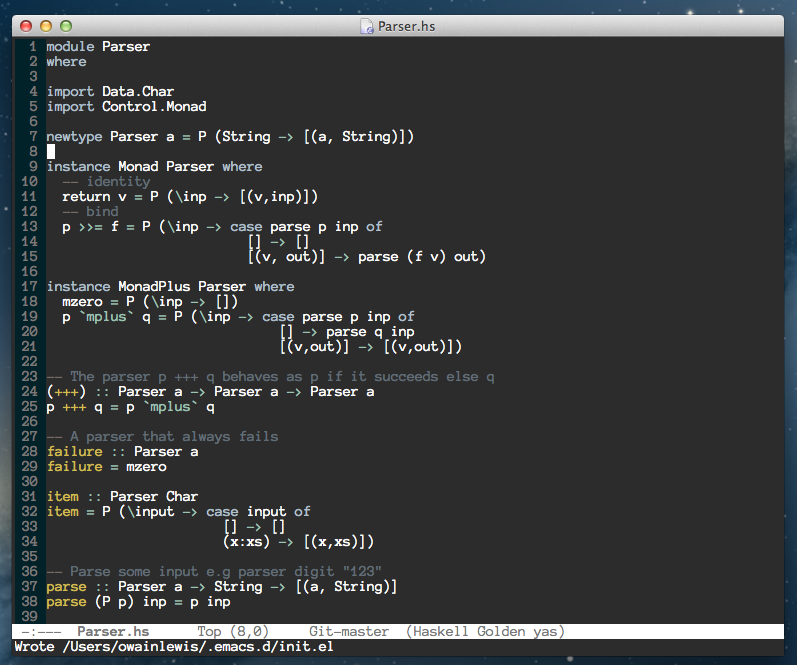 Parser.hs
1 module Parser
2 where
3
4 import Data.Char
5 import Control.Monad
6
7 newtype Parser a = P (String -> [(a, String)])
8
9 instance Monad Parser where
10   -- identity
11   return v = P (\inp -> [(v,inp)])
12   -- bind
13   p >>= f = P (\inp -> case parse p inp of
14                          [] -> []
15                          [(v, out)] -> parse (f v) out)
16
17 instance MonadPlus Parser where
18   mzero = P (\inp -> [])
19   p `mplus` q = P (\inp -> case parse p inp of
20                              [] -> parse q inp
21                              [(v,out)] -> [(v,out)])
22
23 -- The parser p +++ q behaves as p if it succeeds else q
24 (+++) :: Parser a -> Parser a -> Parser a
25 p +++ q = p `mplus` q
26
27 -- A parser that always fails
28 failure :: Parser a
29 failure = mzero
30
31 item :: Parser Char
32 item = P (\input -> case input of
33                       [] -> []
34                       (x:xs) -> [(x,xs)])
35
36 -- Parse some input e.g parser digit "123"
37 parse :: Parser a -> String -> [(a, String)]
38 parse (P p) inp = p inp
39
-:---  Parser.hs      Top (8,0)     Git-master  (Haskell Golden yas)
Wrote /Users/owainlewis/.emacs.d/init.el